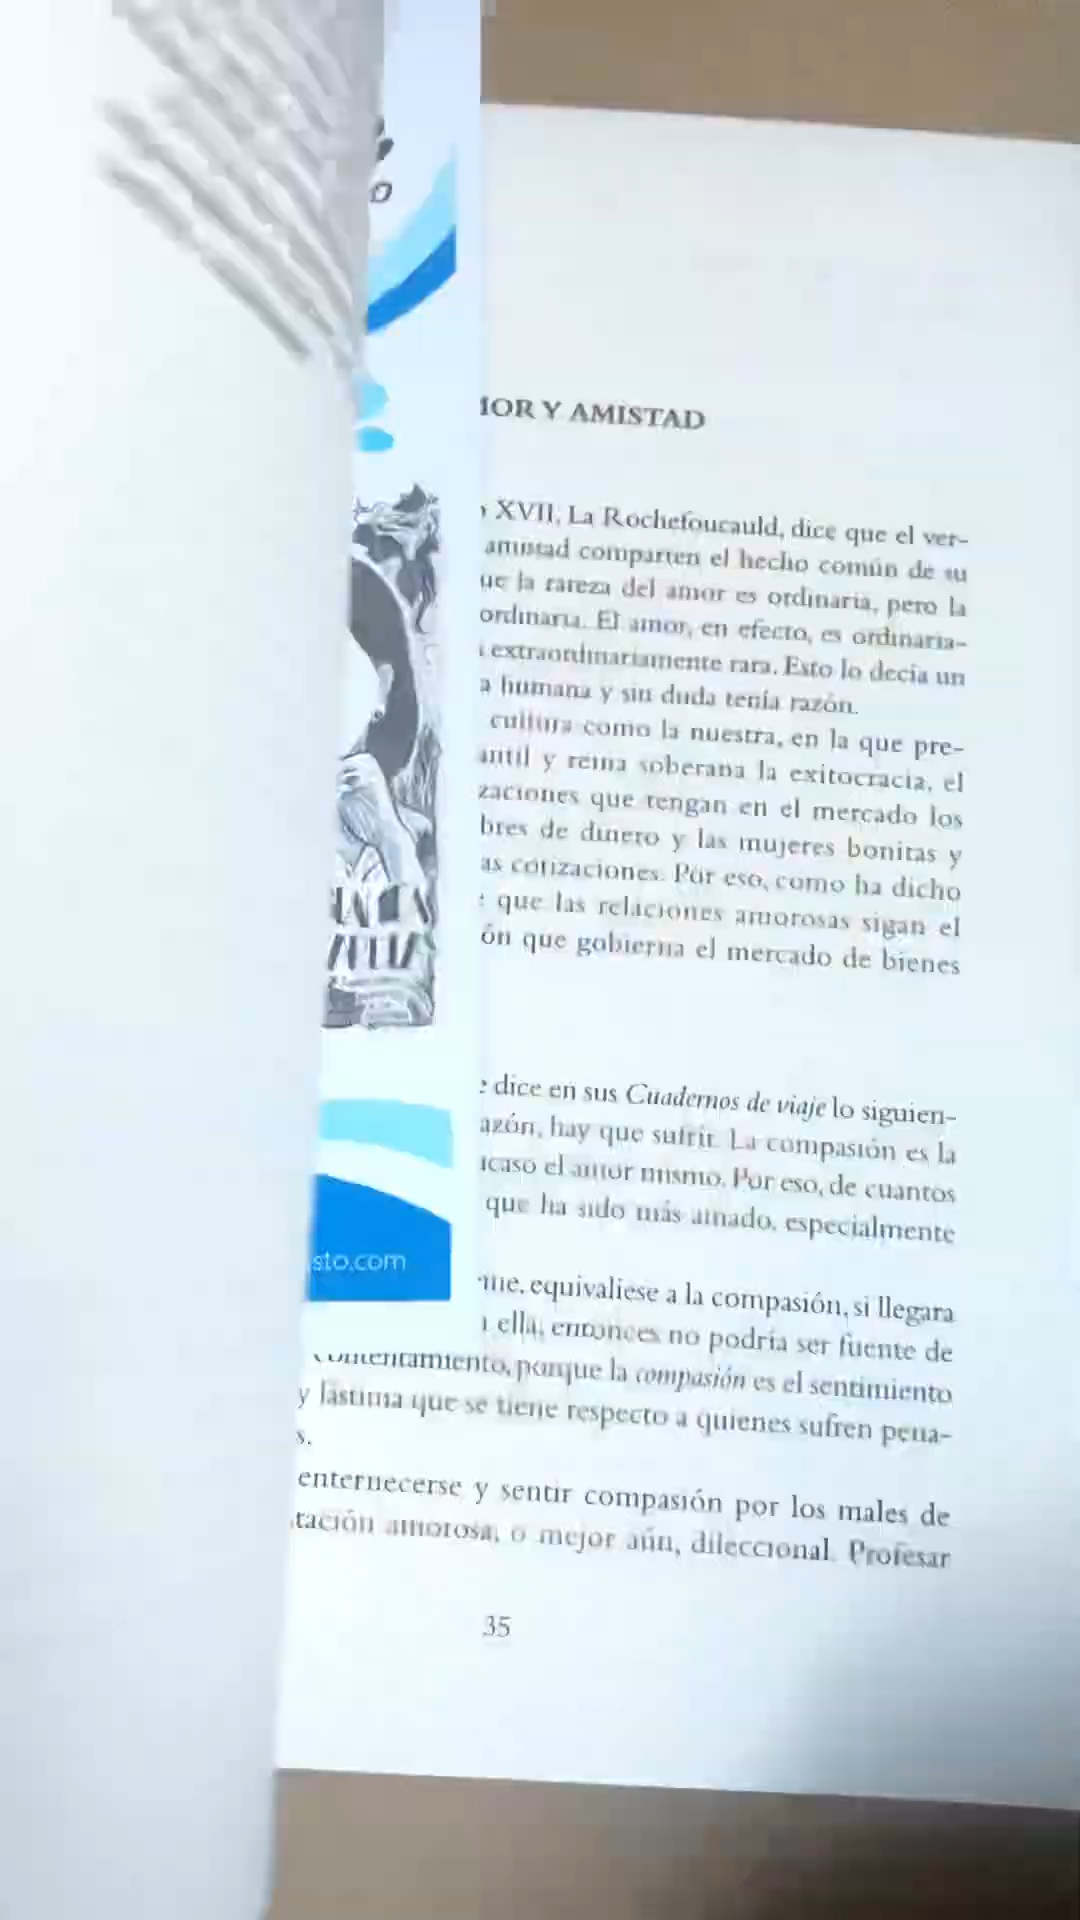 O
sto.com
MOR Y AMISTAD
XVII, La Rochefoucauld, dice que el ver-
amistad comparten el hecho común de su
ue la rareza del amor es ordinaria, pero la
ordinaria. El amor, en efecto, es ordinaria-
extraordinariamente rara. Esto lo decía un
a humana y sin duda tenía razón.
cultura como la nuestra, en la que pre-
antil y reina soberana la exitocracia, el
zaciones que tengan en el mercado los
bres de dinero y las mujeres bonitas y
as cotizaciones. Por eso, como ha dicho
que las relaciones amorosas sigan el
ón que gobierna el mercado de bienes
e dice en sus Cuadernos de viaje lo siguien-
azón, hay que sufrir. La compasión es la
acaso el amor mismo. Por eso, de cuantos
que ha sido más amado, especialmente
me, equivaliese a la compasión, si llegara
a ella, entonces no podría ser fuente de
contentamiento, porque la compasión es el sentimiento
y lástima que se tiene respecto a quienes sufren pena-
s.
enternecerse y sentir compasión por los males de
tación amorosa, o mejor aún, dileccional. Profesar
35